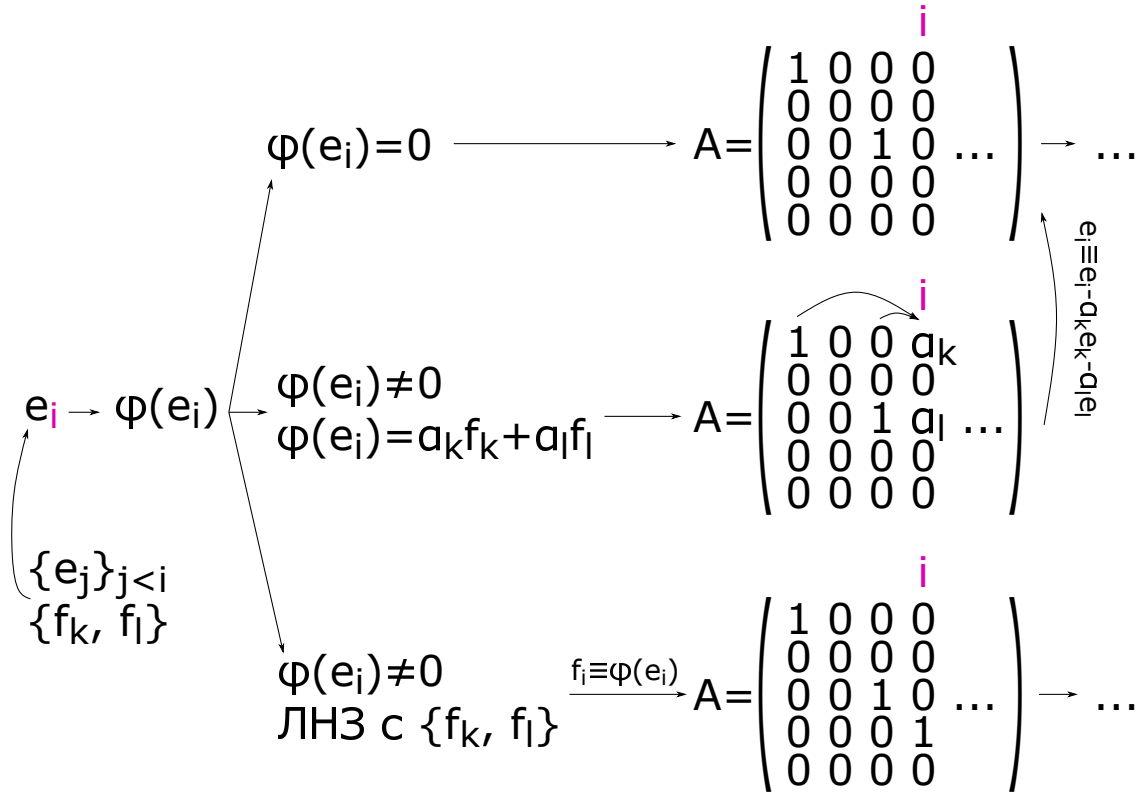 i
φ(eᵢ)=0
A=
1 0 0 0
0 0 0 0
0 0 1 0 ...
0 0 0 0
0 0 0 0
...
eᵢ≡eᵢ-aₖeₖ-aₗeₗ
i
eᵢ
φ(eᵢ)
φ(eᵢ)≠0
φ(eᵢ)=aₖfₖ+aₗfₗ
A=
1 0 0 aₖ
0 0 0 0
0 0 1 aₗ ...
0 0 0 0
0 0 0 0
{eⱼ}j<i
{fₖ, fₗ}
i
φ(eᵢ)≠0
ЛНЗ с {fₖ, fₗ}
fᵢ≡φ(eᵢ)
A=
1 0 0 0
0 0 0 0
0 0 1 0 ...
0 0 0 1
0 0 0 0
...